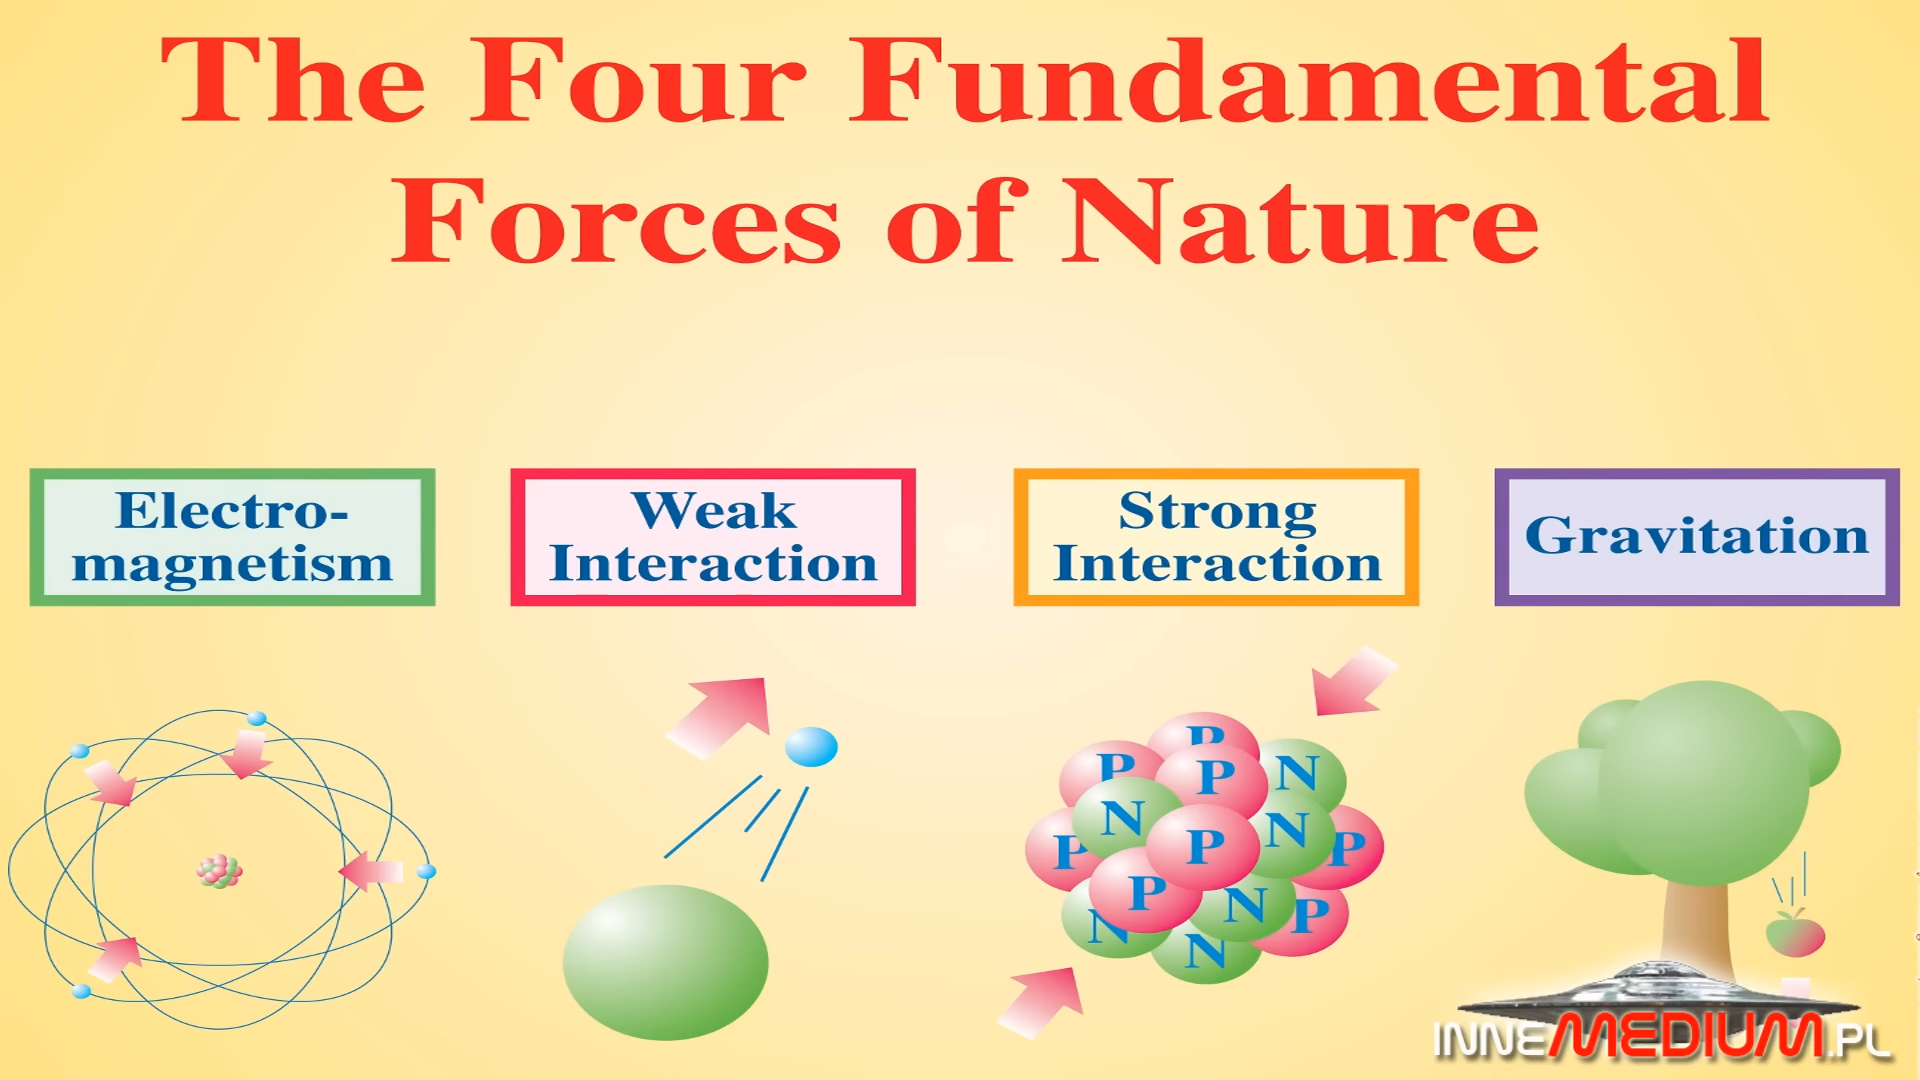 The Four Fundamental
Forces of Nature
Electro-
magnetism
Weak
Interaction
Strong
Interaction
Gravitation
P
P
P
N
N
N
P
P
P
P
N
N
P
N
INNEMEDIUM.PL